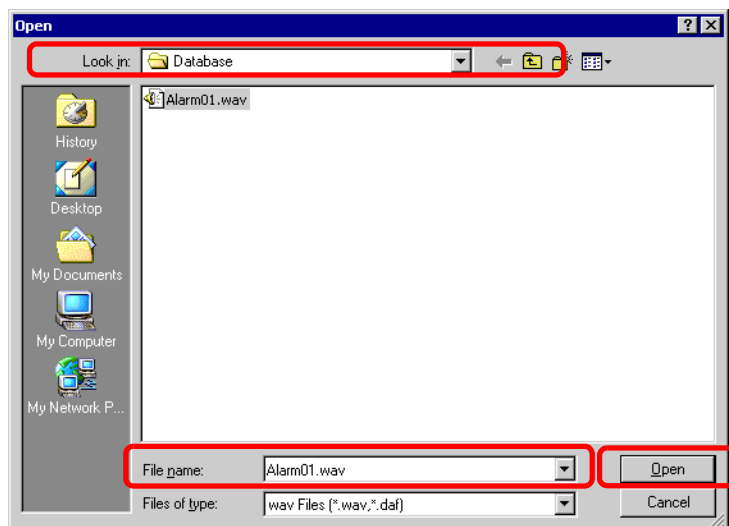 Open
Look in: Database
Alarm01.wav
History
Desktop
My Documents
My Computer
My Network P...
File name: Alarm01.wav Open
Files of type: wav Files (*.wav,*.daf) Cancel